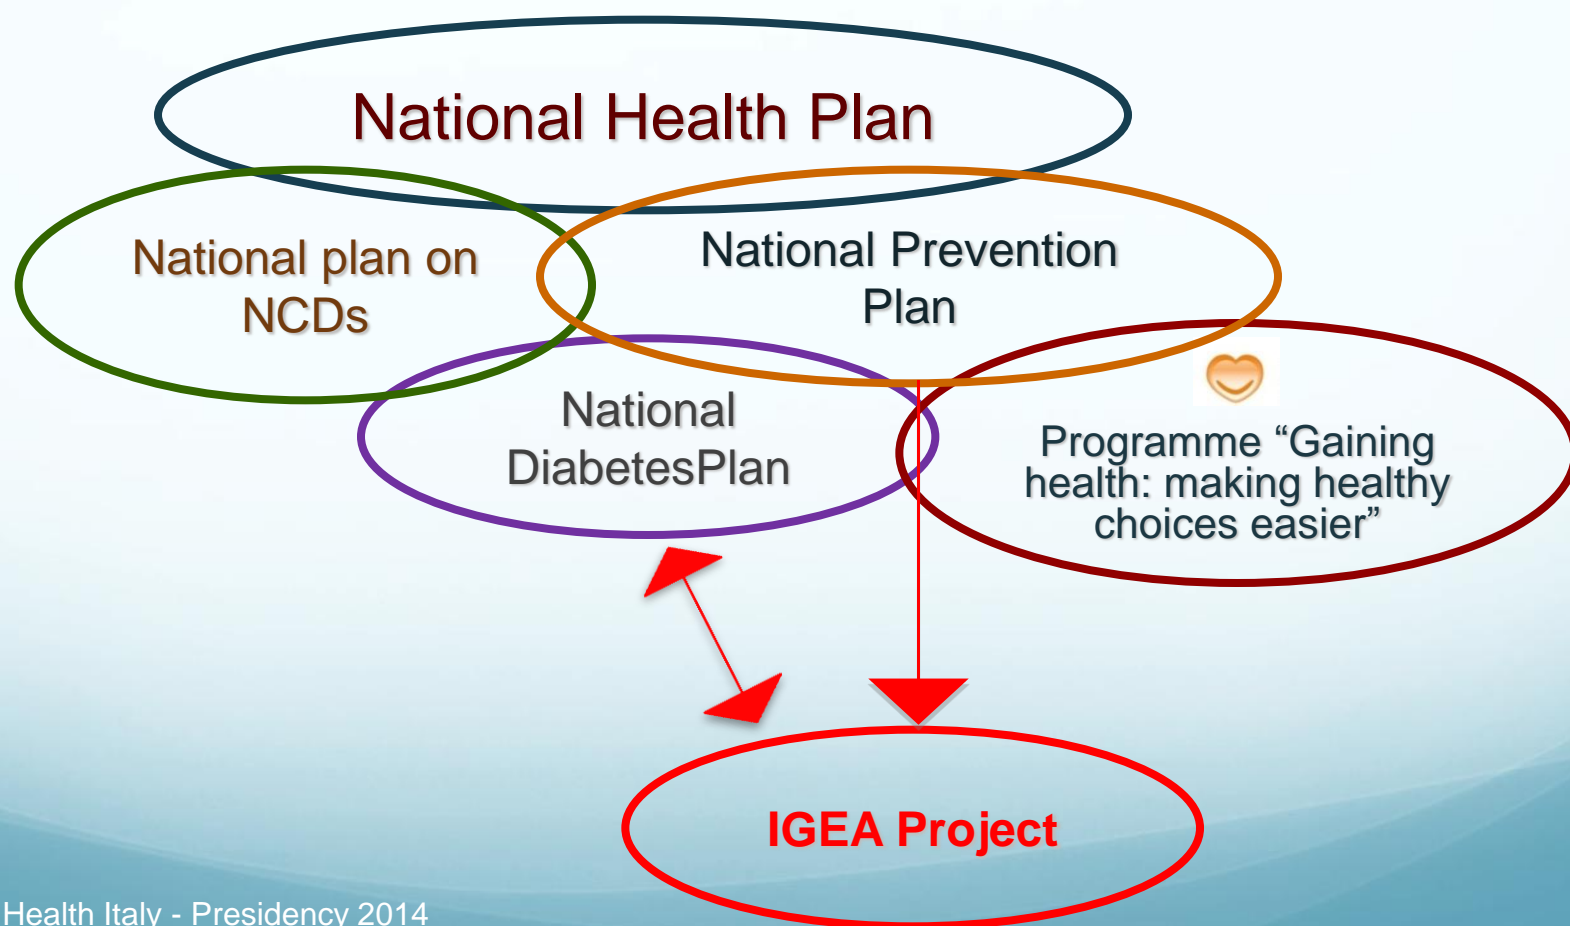 National Health Plan
National plan on
NCDs
National Prevention
Plan
National
DiabetesPlan
Programme “Gaining
health: making healthy
choices easier”
IGEA Project
Health Italy - Presidency 2014